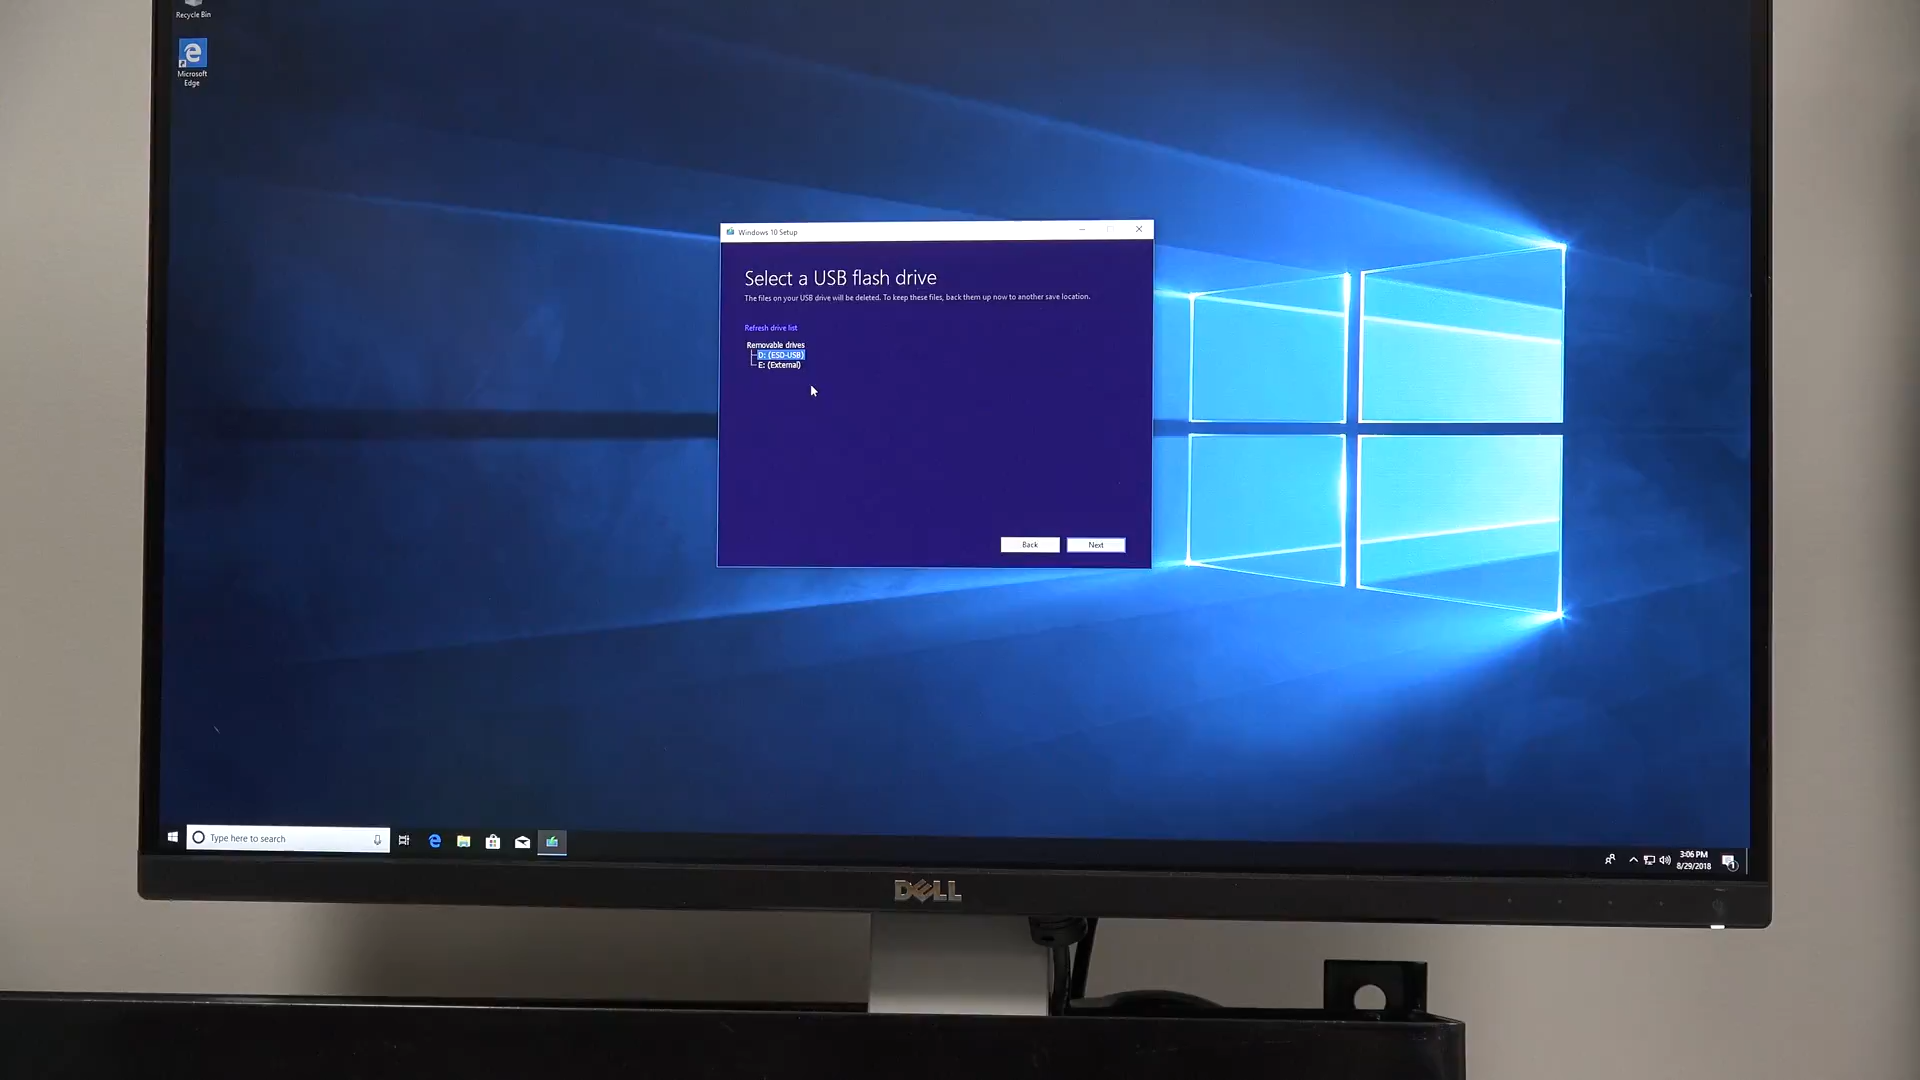 Recycle Bin
Microsoft
Edge
Windows 10 Setup
Select a USB flash drive
The files on your USB drive will be deleted. To keep these files, back them up now to another save location.
Refresh drive list
Removable drives
D: (ESD-USB)
E: (External)
Back
Next
Type here to search
3:06 PM
8/29/2018
1
DELL